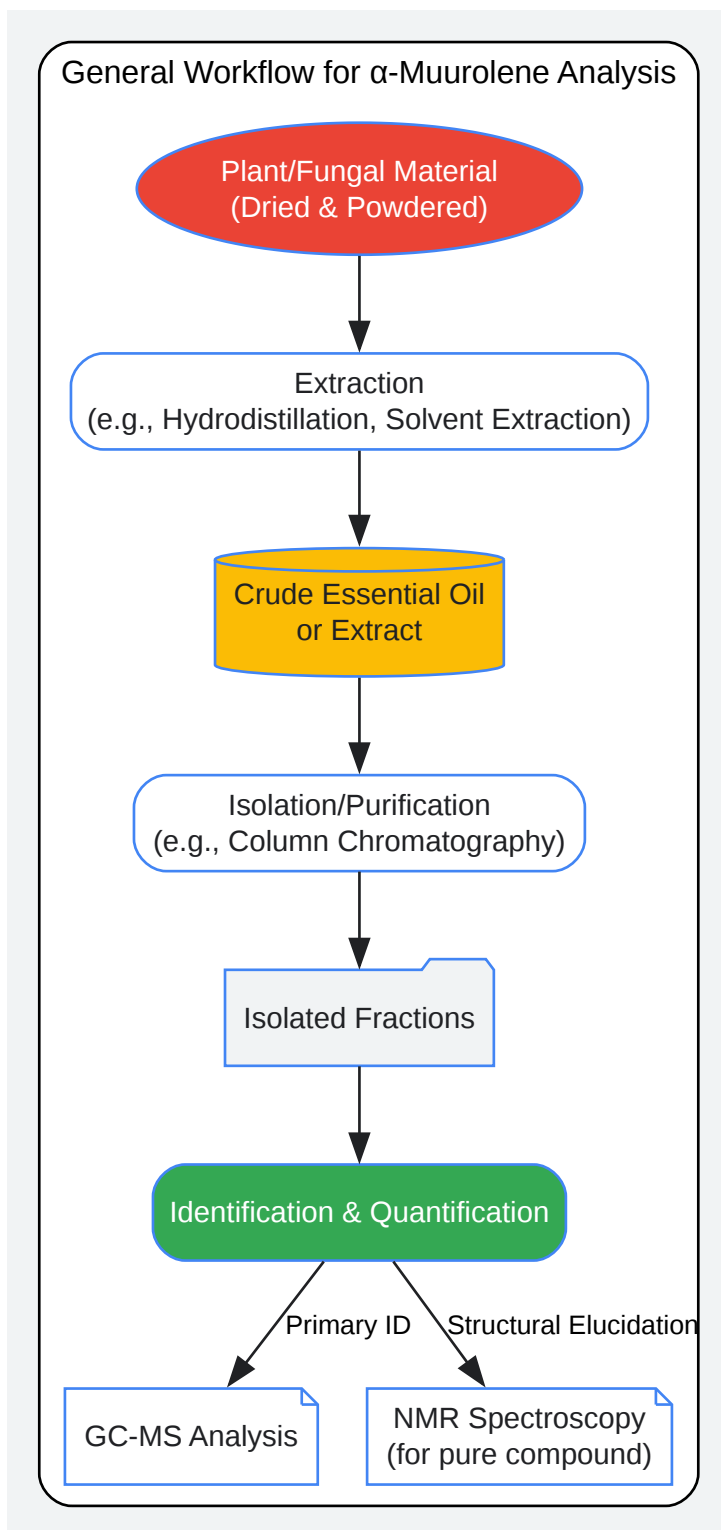 General Workflow for α-Muurolene Analysis
Plant/Fungal Material
(Dried & Powdered)
Extraction
(e.g., Hydrodistillation, Solvent Extraction)
Crude Essential Oil
or Extract
Isolation/Purification
(e.g., Column Chromatography)
Isolated Fractions
Identification & Quantification
Primary ID
Structural Elucidation
GC-MS Analysis
NMR Spectroscopy
(for pure compound)